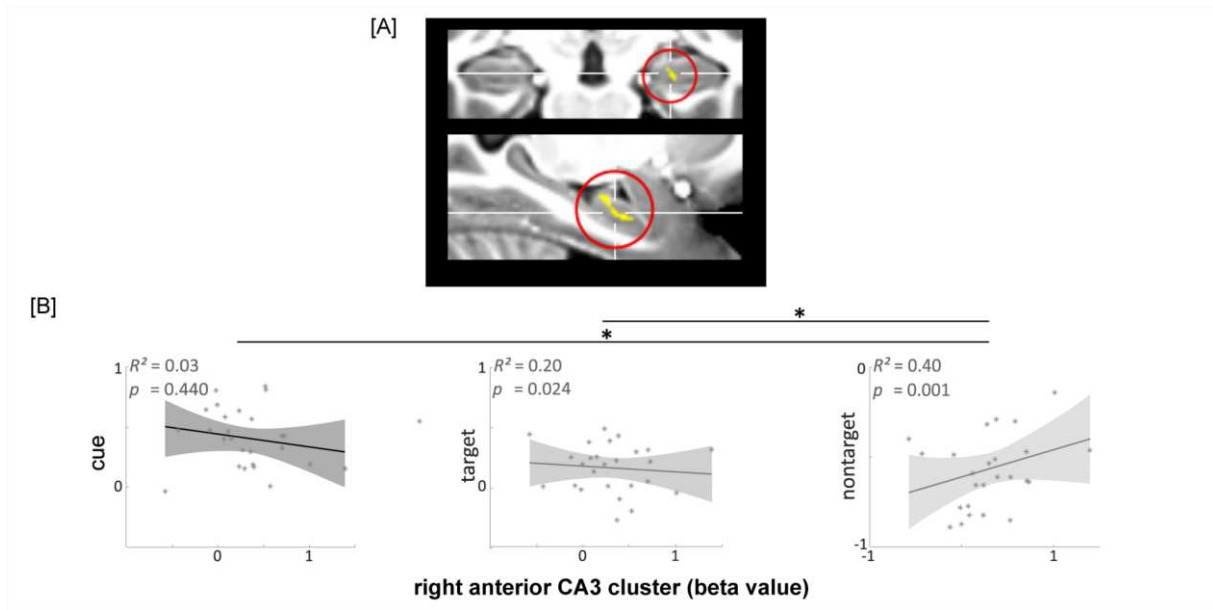 [A]
[B]
*
*
1
R² = 0.03
p = 0.440
cue
0
0
1
1
R² = 0.20
p = 0.024
target
0
0
1
0
R² = 0.40
p = 0.001
nontarget
-1
-1
1
right anterior CA3 cluster (beta value)